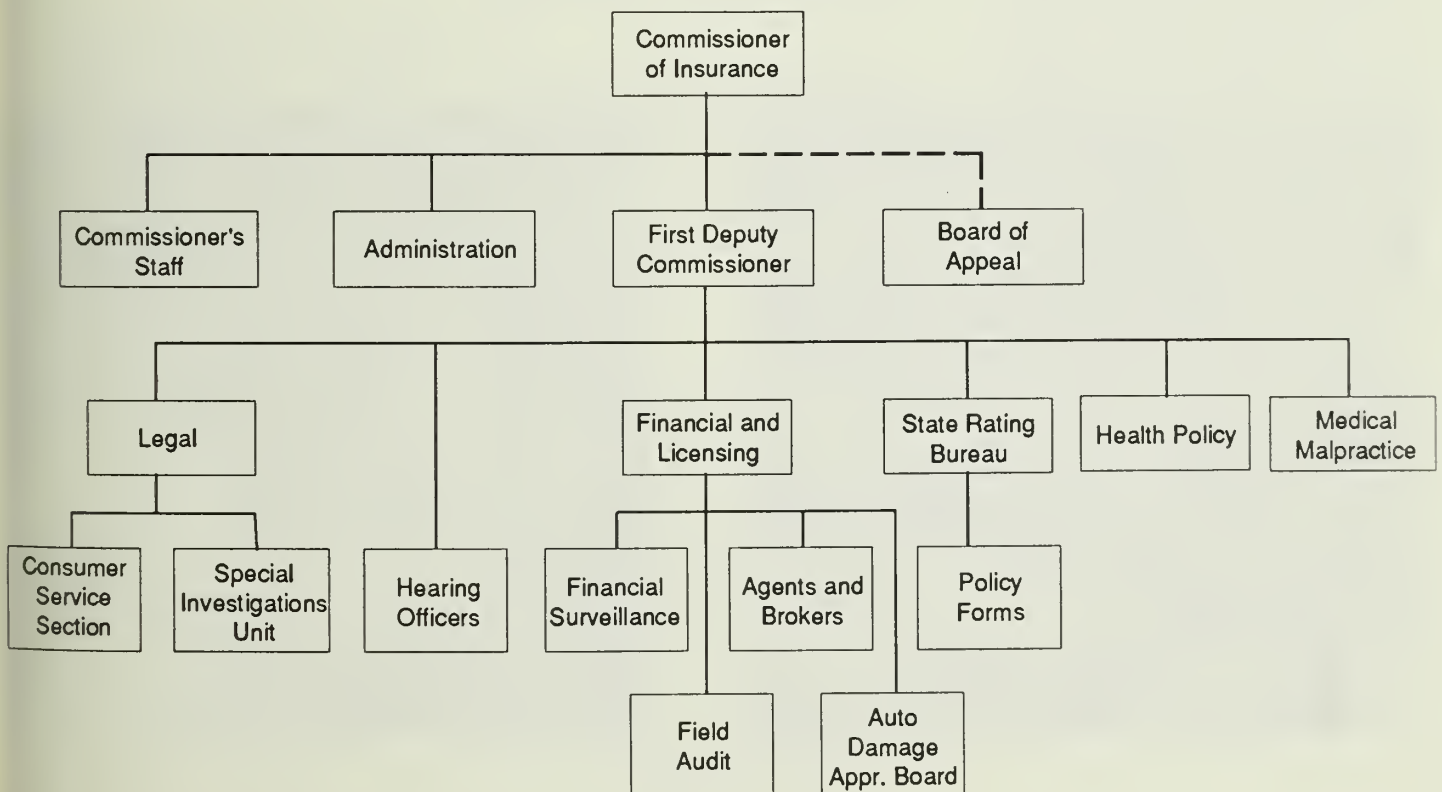 Commissioner
of Insurance
Commissioner's
Staff
Administration
First Deputy
Commissioner
Board of
Appeal
Legal
Financial and
Licensing
State Rating
Bureau
Health Policy
Medical
Malpractice
Consumer
Service
Section
Special
Investigations
Unit
Hearing
Officers
Financial
Surveillance
Agents and
Brokers
Policy
Forms
Field
Audit
Auto
Damage
Appr. Board